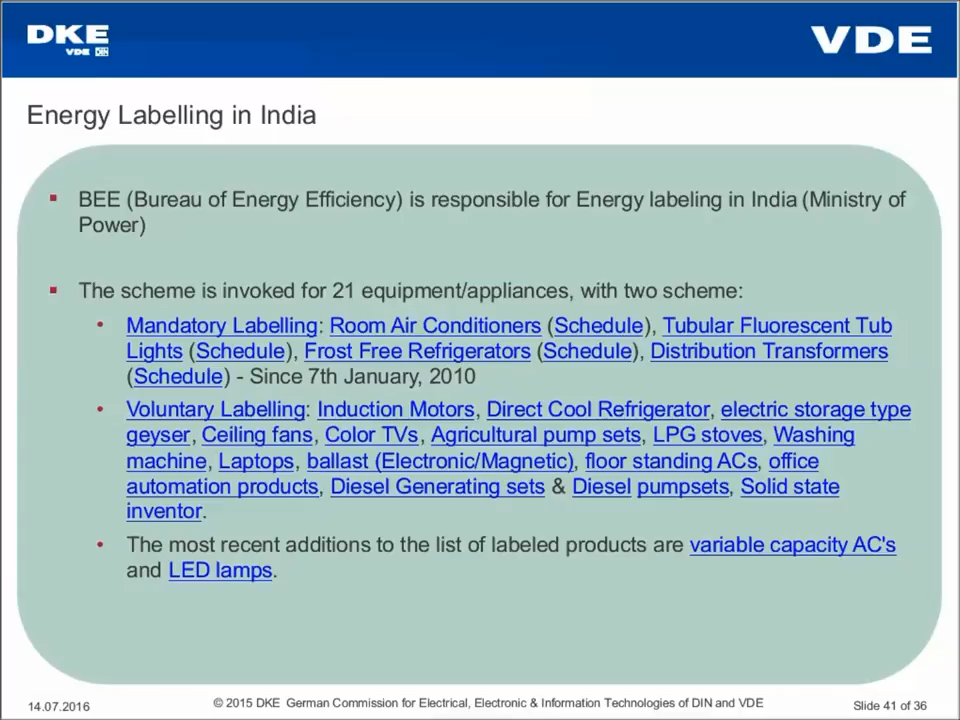 DKE
VDE DIN
VDE
Energy Labelling in India
▪ BEE (Bureau of Energy Efficiency) is responsible for Energy labeling in India (Ministry of
Power)
▪ The scheme is invoked for 21 equipment/appliances, with two scheme:
• Mandatory Labelling: Room Air Conditioners (Schedule), Tubular Fluorescent Tub
Lights (Schedule), Frost Free Refrigerators (Schedule), Distribution Transformers
(Schedule) - Since 7th January, 2010
• Voluntary Labelling: Induction Motors, Direct Cool Refrigerator, electric storage type
geyser, Ceiling fans, Color TVs, Agricultural pump sets, LPG stoves, Washing
machine, Laptops, ballast (Electronic/Magnetic), floor standing ACs, office
automation products, Diesel Generating sets & Diesel pumpsets, Solid state
inventor.
• The most recent additions to the list of labeled products are variable capacity AC's
and LED lamps.
14.07.2016
© 2015 DKE German Commission for Electrical, Electronic & Information Technologies of DIN and VDE
Slide 41 of 36